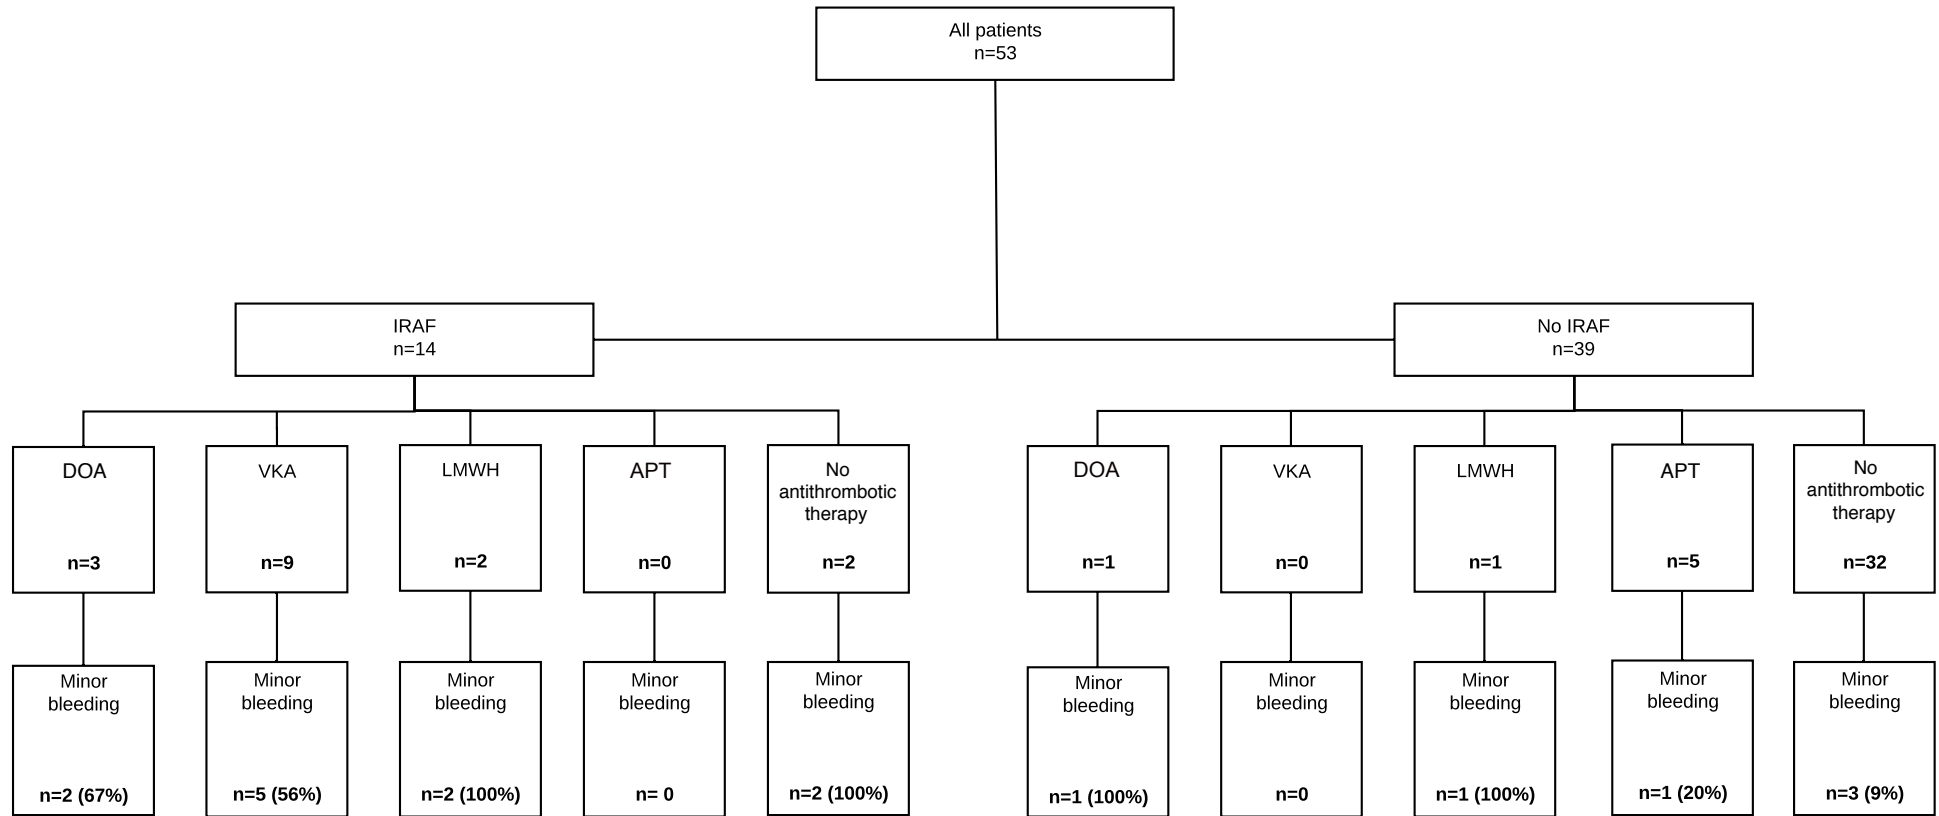 All patients
n=53
IRAF
n=14
No IRAF
n=39
DOA
n=3
VKA
n=9
LMWH
n=2
APT
n=0
No
antithrombotic
therapy
n=2
DOA
n=1
VKA
n=0
LMWH
n=1
APT
n=5
No
antithrombotic
therapy
n=32
Minor
bleeding
n=2 (67%)
Minor
bleeding
n=5 (56%)
Minor
bleeding
n=2 (100%)
Minor
bleeding
n= 0
Minor
bleeding
n=2 (100%)
Minor
bleeding
n=1 (100%)
Minor
bleeding
n=0
Minor
bleeding
n=1 (100%)
Minor
bleeding
n=1 (20%)
Minor
bleeding
n=3 (9%)